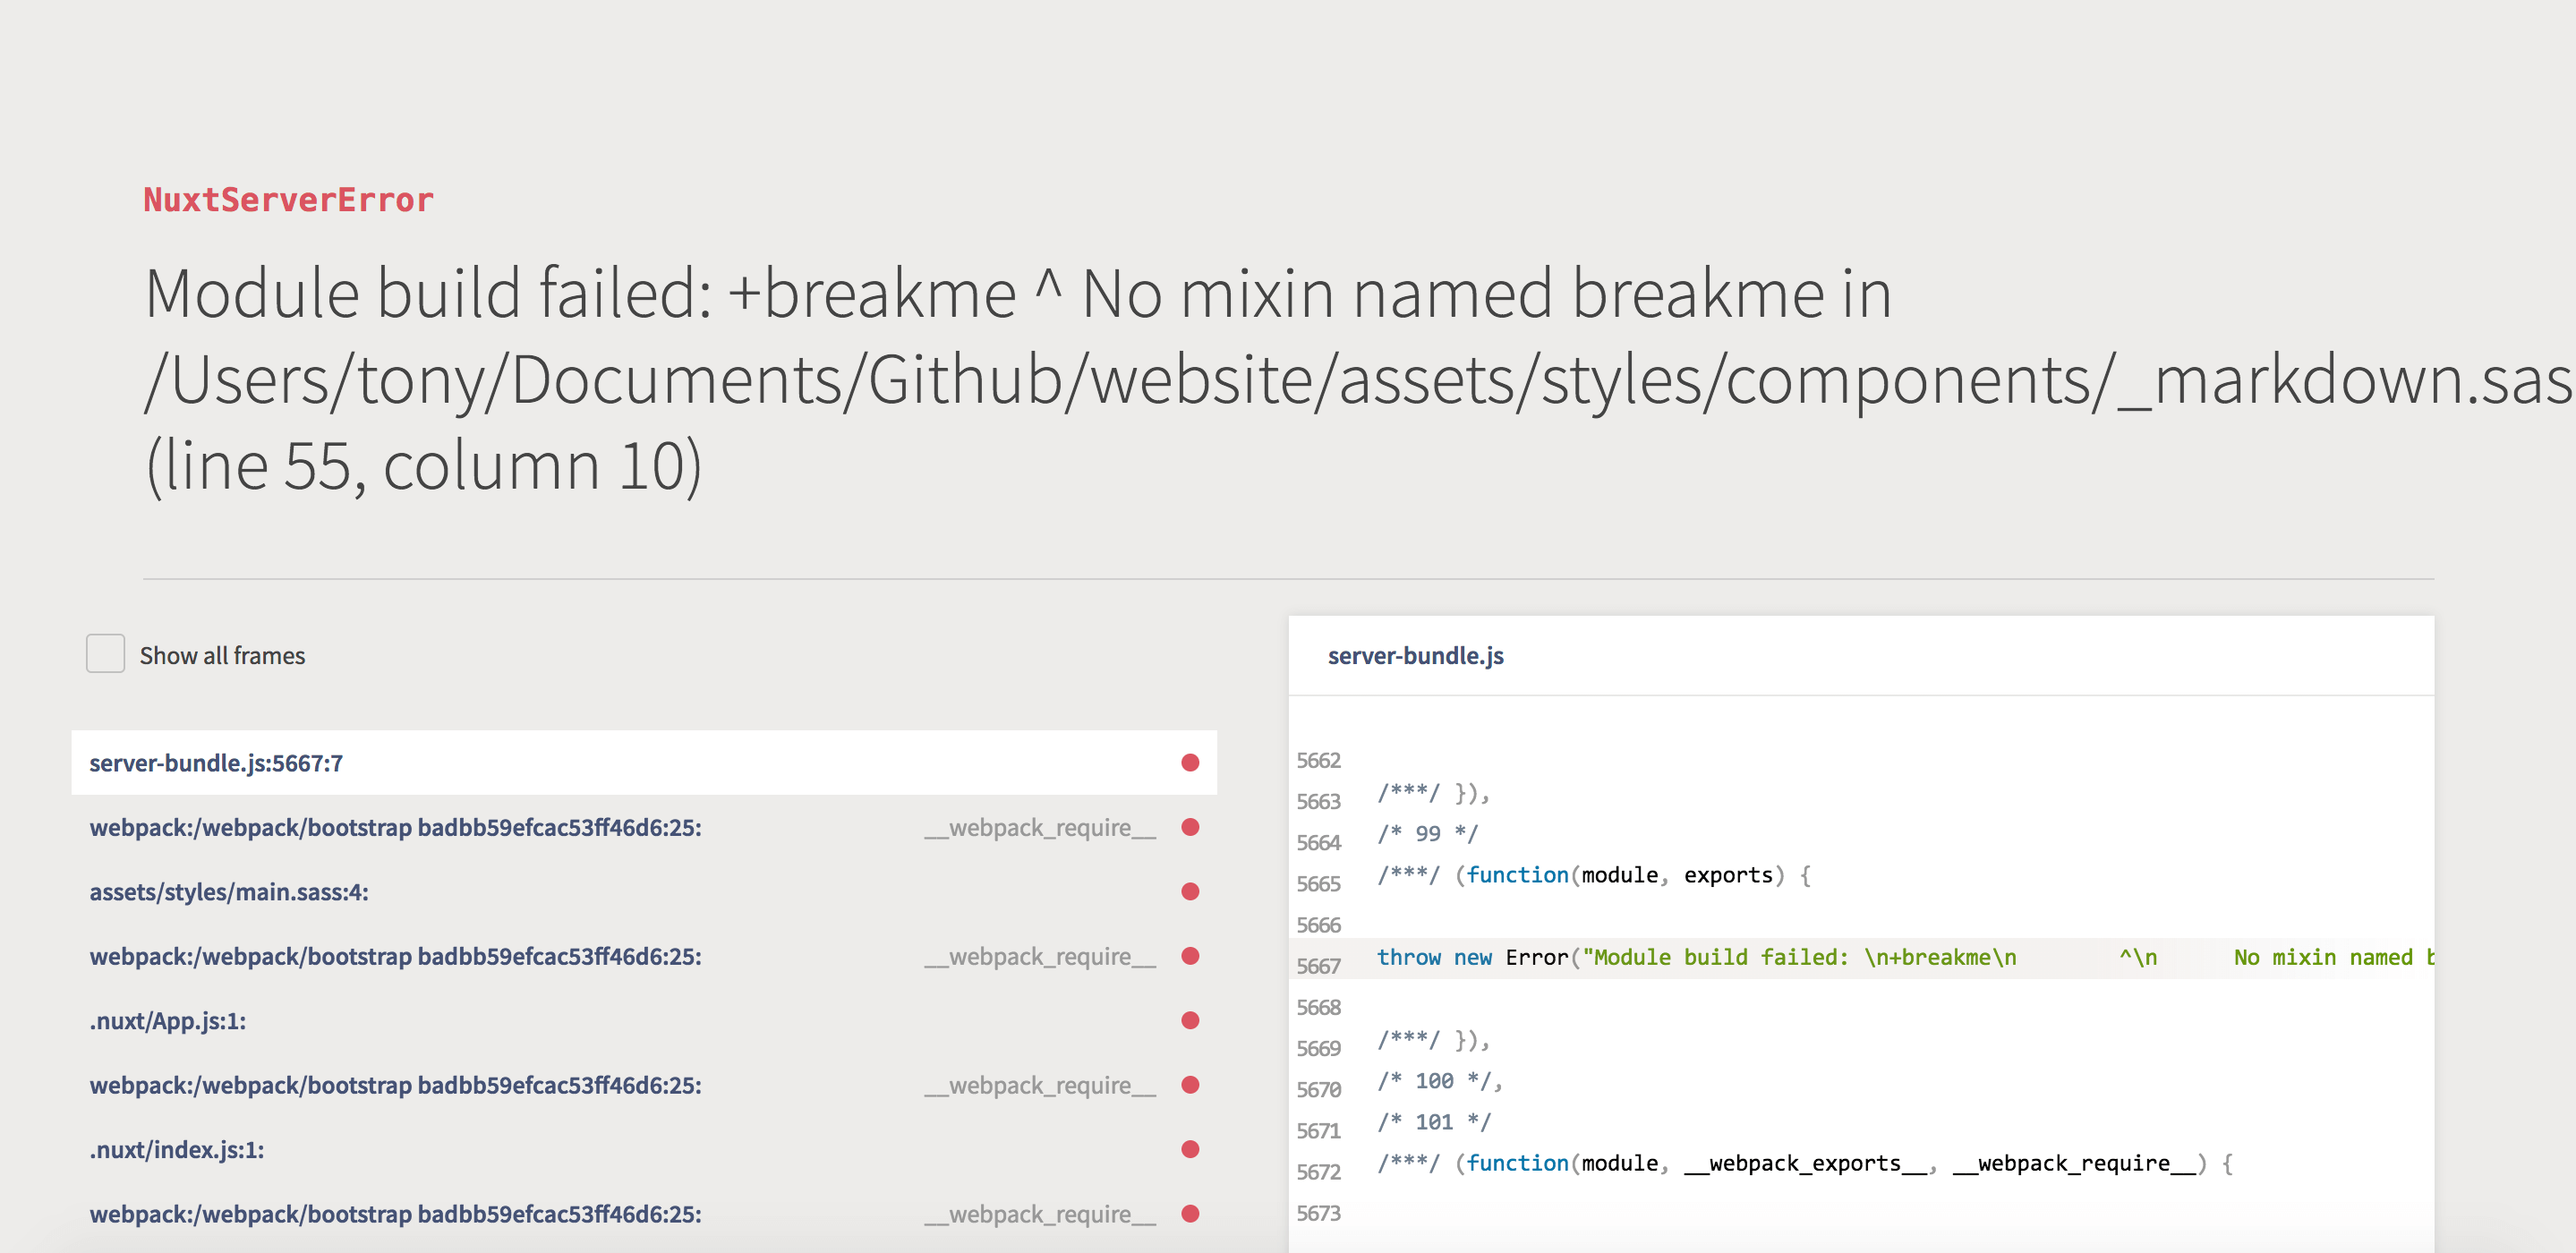 NuxtServerError
Module build failed: +breakme ^ No mixin named breakme in
/Users/tony/Documents/Github/website/assets/styles/components/_markdown.sas
(line 55, column 10)
Show all frames
server-bundle.js:5667:7
webpack:/webpack/bootstrap badbb59efcac53ff46d6:25: __webpack_require__
assets/styles/main.sass:4:
webpack:/webpack/bootstrap badbb59efcac53ff46d6:25: __webpack_require__
.nuxt/App.js:1:
webpack:/webpack/bootstrap badbb59efcac53ff46d6:25: __webpack_require__
.nuxt/index.js:1:
webpack:/webpack/bootstrap badbb59efcac53ff46d6:25: __webpack_require__
server-bundle.js
5662
5663 /***/ }),
5664 /* 99 */
5665 /***/ (function(module, exports) {
5666
5667 throw new Error("Module build failed: \n+breakme\n        ^\n      No mixin named b
5668
5669 /***/ }),
5670 /* 100 */,
5671 /* 101 */
5672 /***/ (function(module, __webpack_exports__, __webpack_require__) {
5673